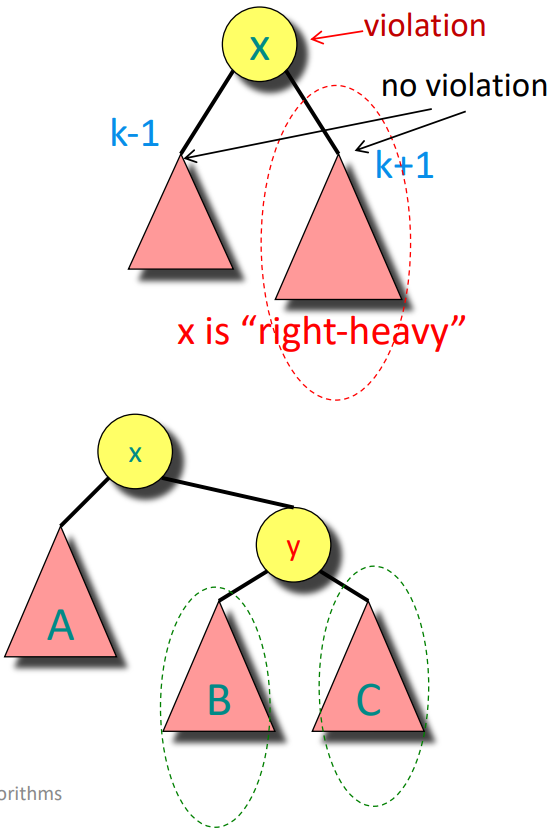 violation
x
no violation
k-1
k+1
x is “right-heavy”
x
y
A
B
C
orithms